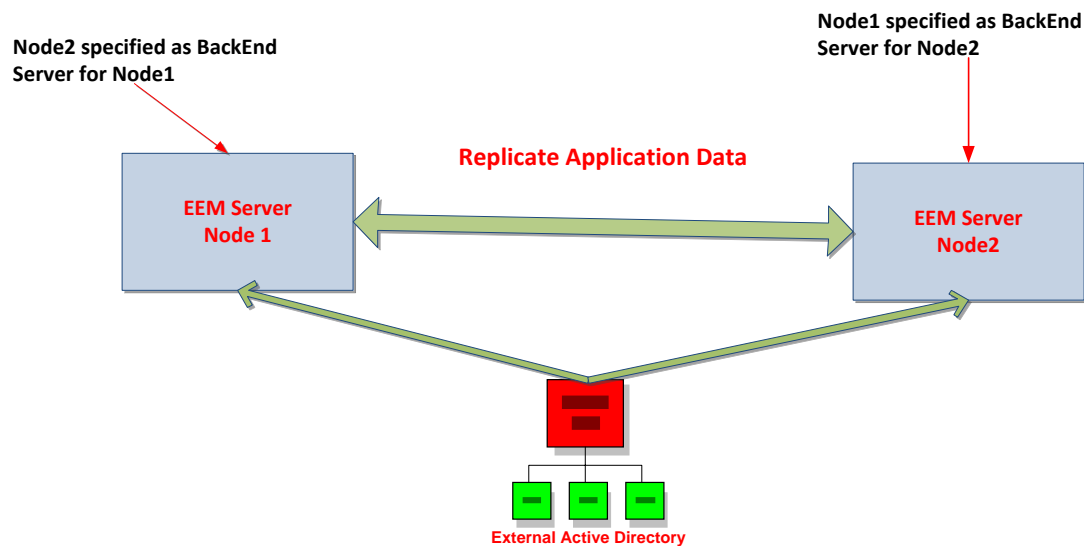 Node2 specified as BackEnd
Server for Node1
Node1 specified as BackEnd
Server for Node2
Replicate Application Data
EEM Server
Node 1
EEM Server
Node2
External Active Directory